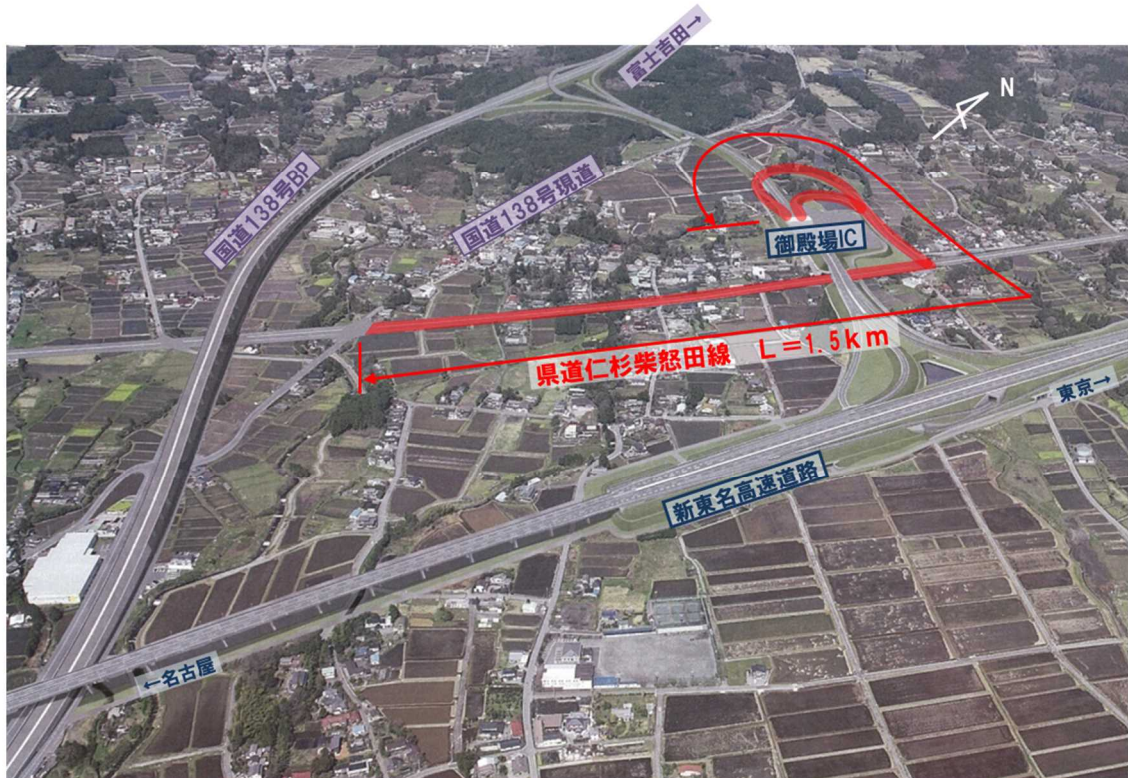 富士吉田→
N
国道138号BP
国道138号現道
御殿場IC
県道仁杉柴怒田線 L=1.5km
東京→
新東名高速道路
←名古屋